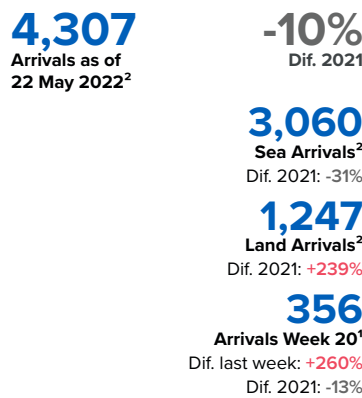 4,307
Arrivals as of
22 May 2022²
-10%
Dif. 2021
3,060
Sea Arrivals²
Dif. 2021: -31%
1,247
Land Arrivals²
Dif. 2021: +239%
356
Arrivals Week 20¹
Dif. last week: +260%
Dif. 2021: -13%